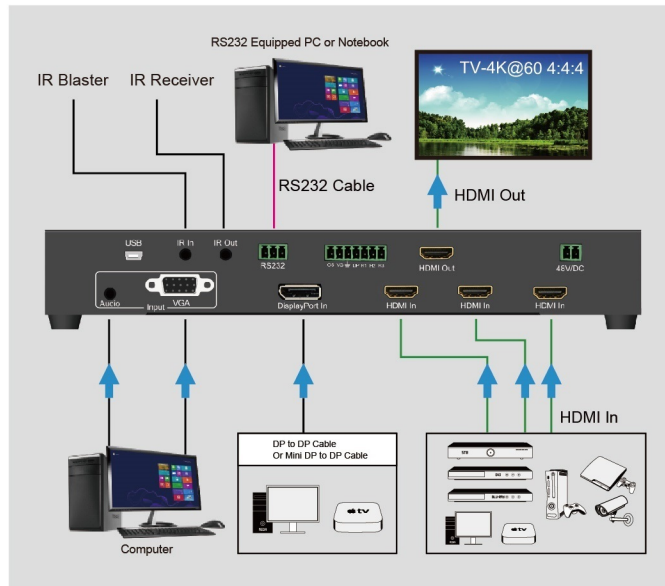 RS232 Equipped PC or Notebook
IR Blaster
IR Receiver
TV-4K@60 4:4:4
RS232 Cable
HDMI Out
USB
IR In
IR Out
RS232
HDMI Out
48V/DC
Audio
Input
VGA
DisplayPort In
HDMI In
HDMI In
HDMI In
HDMI In
DP to DP Cable
Or Mini DP to DP Cable
tv
Computer
STB
tv